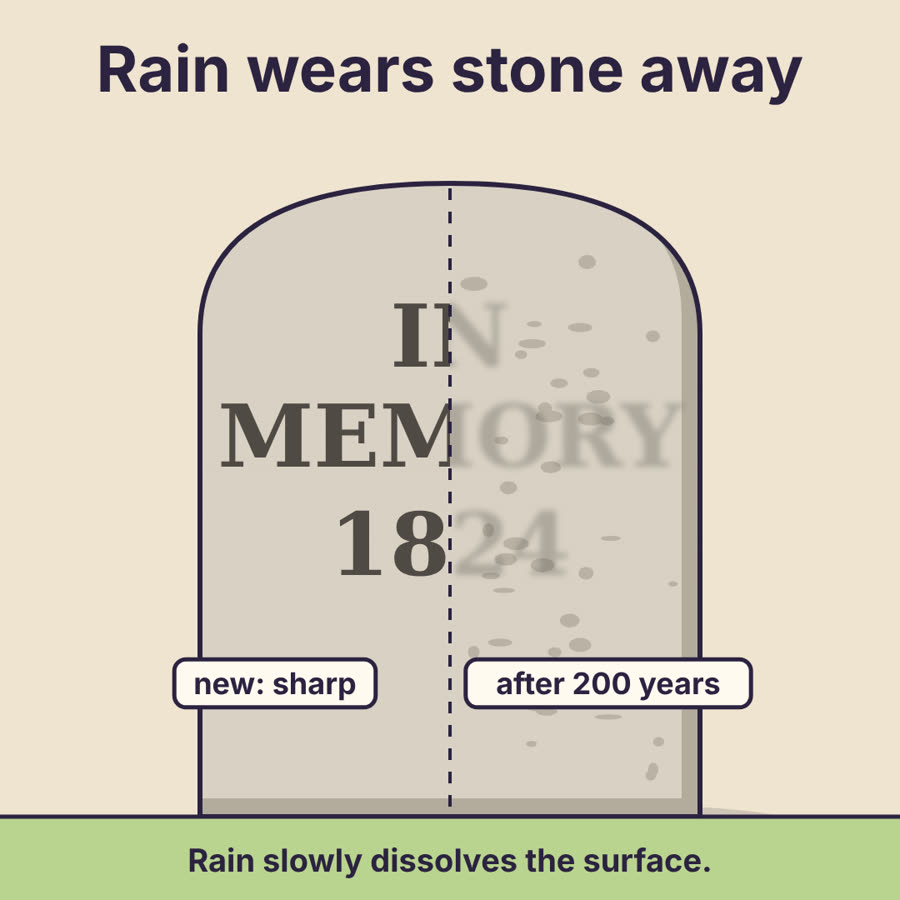 Rain wears stone away
IN
MEMORY
1824
new: sharp
after 200 years
Rain slowly dissolves the surface.